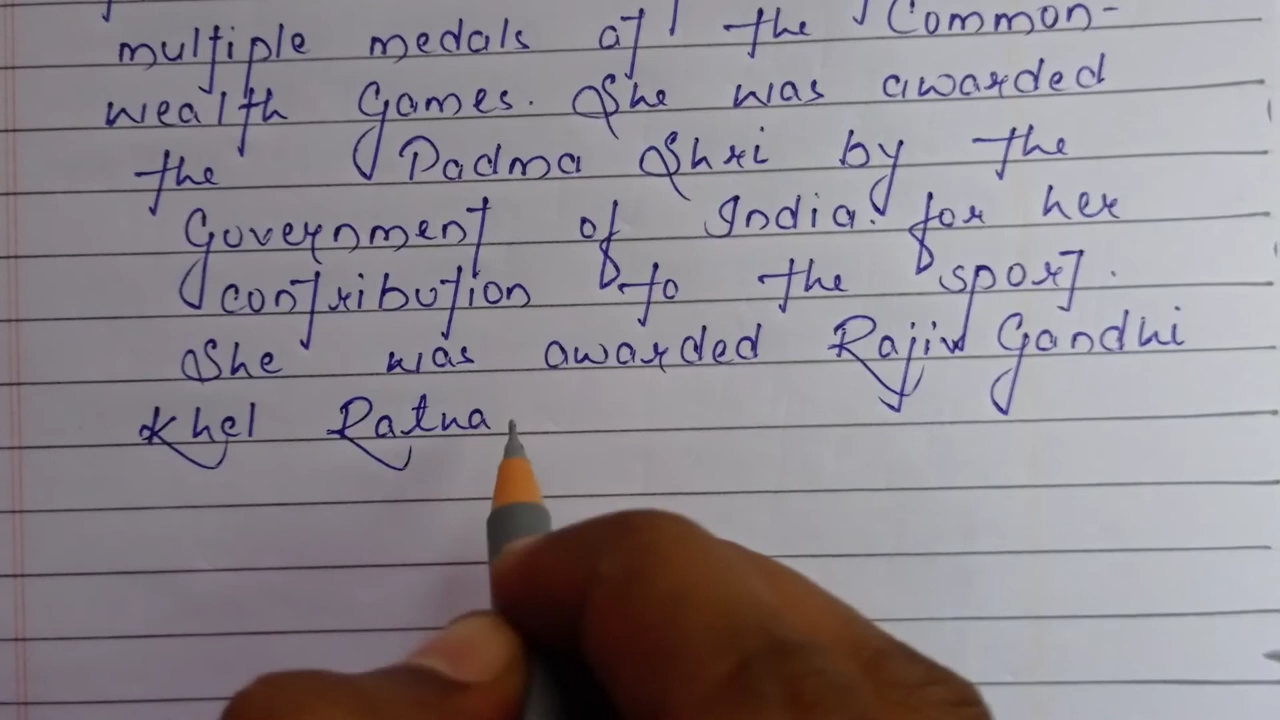 multiple medals at the Common-
wealth Games. She was awarded
the Padma Shri by the
Government of India. for her
contribution to the sport.
She was awarded Rajiv Gandhi
Khel Ratna